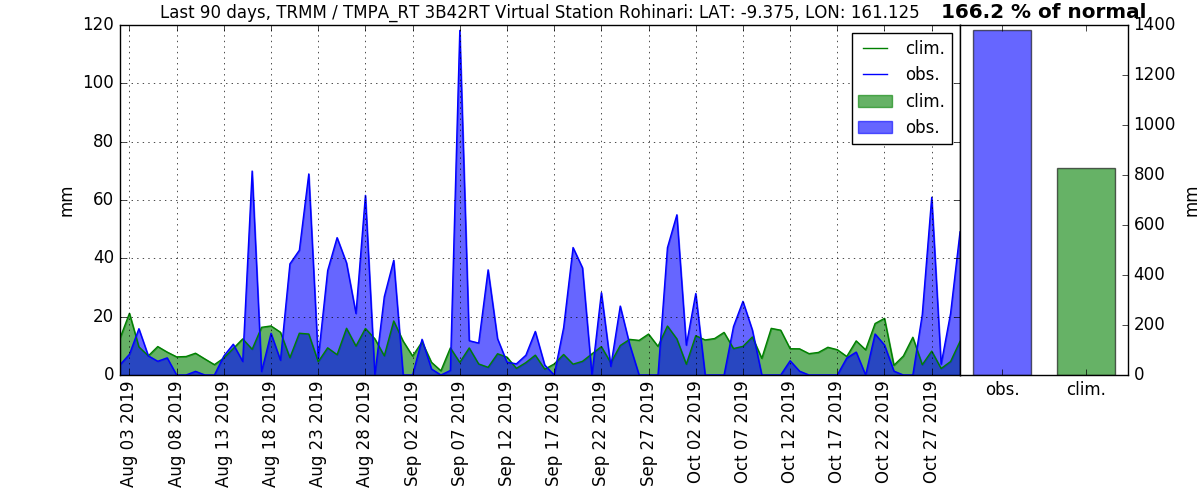 Last 90 days, TRMM / TMPA_RT 3B42RT Virtual Station Rohinari: LAT: -9.375, LON: 161.125
166.2 % of normal
120
100
80
60
40
20
0
mm
clim.
obs.
clim.
obs.
1400
1200
1000
800
600
400
200
0
mm
Aug 03 2019
Aug 08 2019
Aug 13 2019
Aug 18 2019
Aug 23 2019
Aug 28 2019
Sep 02 2019
Sep 07 2019
Sep 12 2019
Sep 17 2019
Sep 22 2019
Sep 27 2019
Oct 02 2019
Oct 07 2019
Oct 12 2019
Oct 17 2019
Oct 22 2019
Oct 27 2019
obs.
clim.